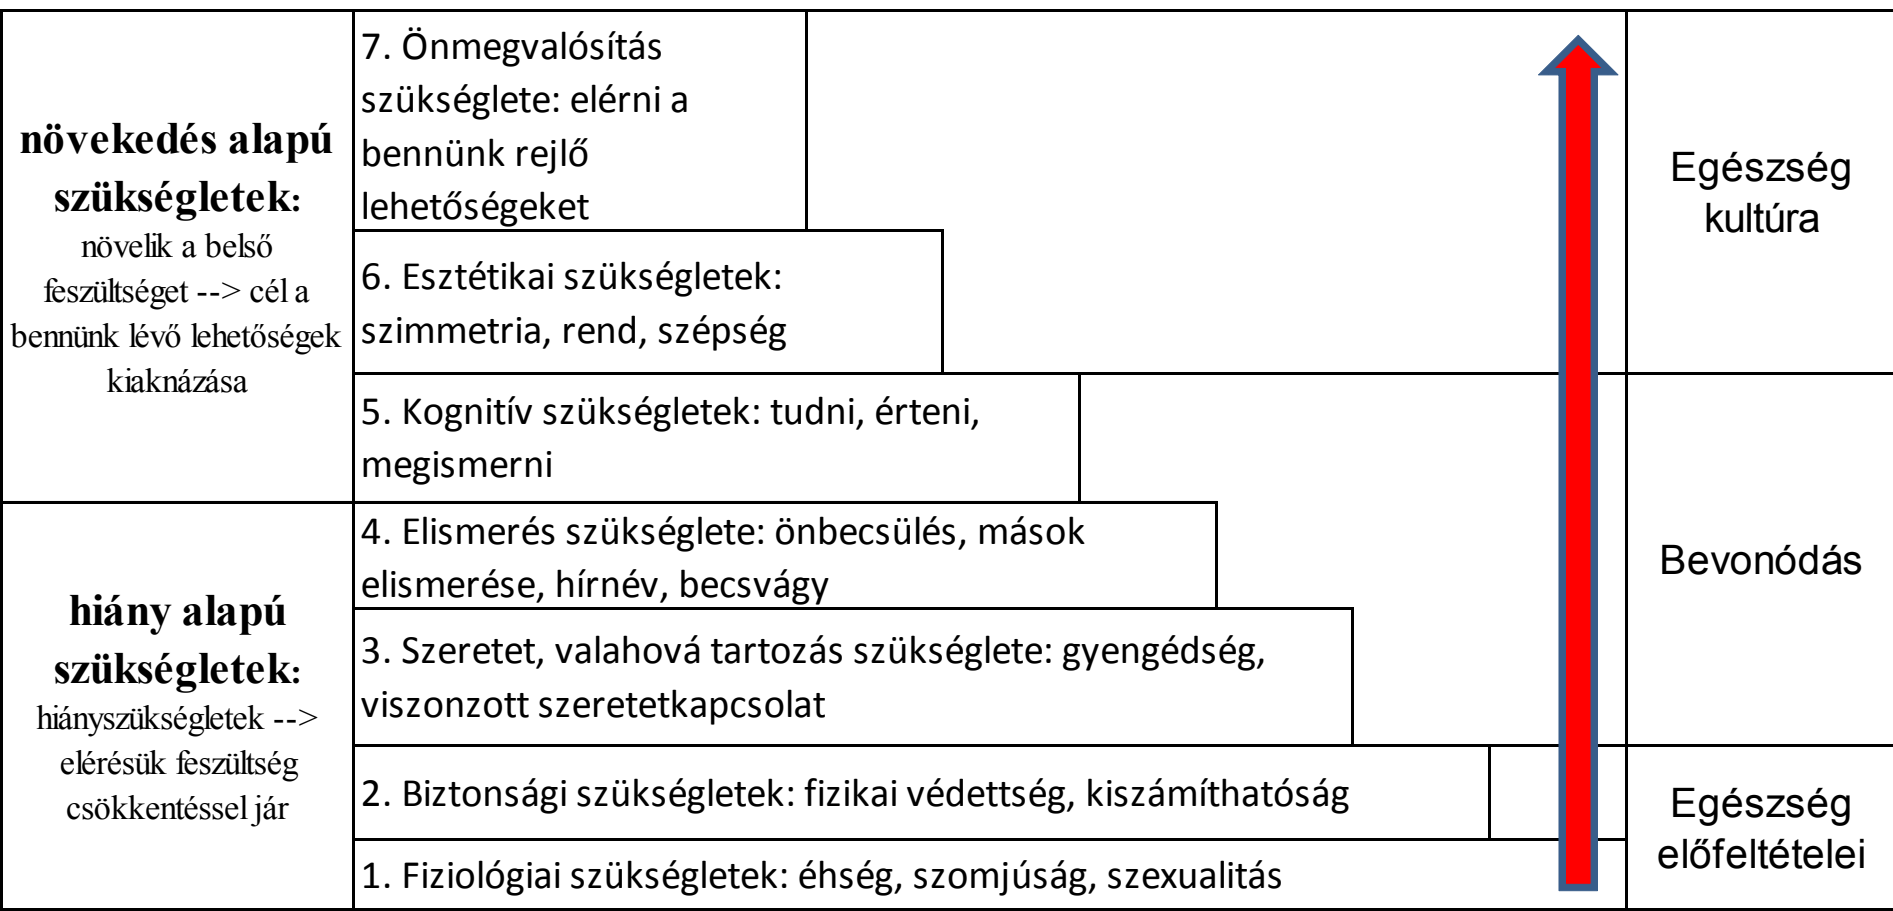 növekedés alapú
szükségletek:
növelik a belső
feszültséget --> cél a
bennünk lévő lehetőségek
kiaknázása
7. Önmegvalósítás
szükséglete: elérni a
bennünk rejlő
lehetőségeket
6. Esztétikai szükségletek:
szimmetria, rend, szépség
5. Kognitív szükségletek: tudni, érteni,
megismerni
Egészség
kultúra
hiány alapú
szükségletek:
hiányszükségletek -->
elérésük feszültség
csökkentéssel jár
4. Elismerés szükséglete: önbecsülés, mások
elismerése, hírnév, becsvágy
3. Szeretet, valahová tartozás szükséglete: gyengédség,
viszonzott szeretetkapcsolat
2. Biztonsági szükségletek: fizikai védettség, kiszámíthatóság
1. Fiziológiai szükségletek: éhség, szomjúság, szexualitás
Bevonódás
Egészség
előfeltételei